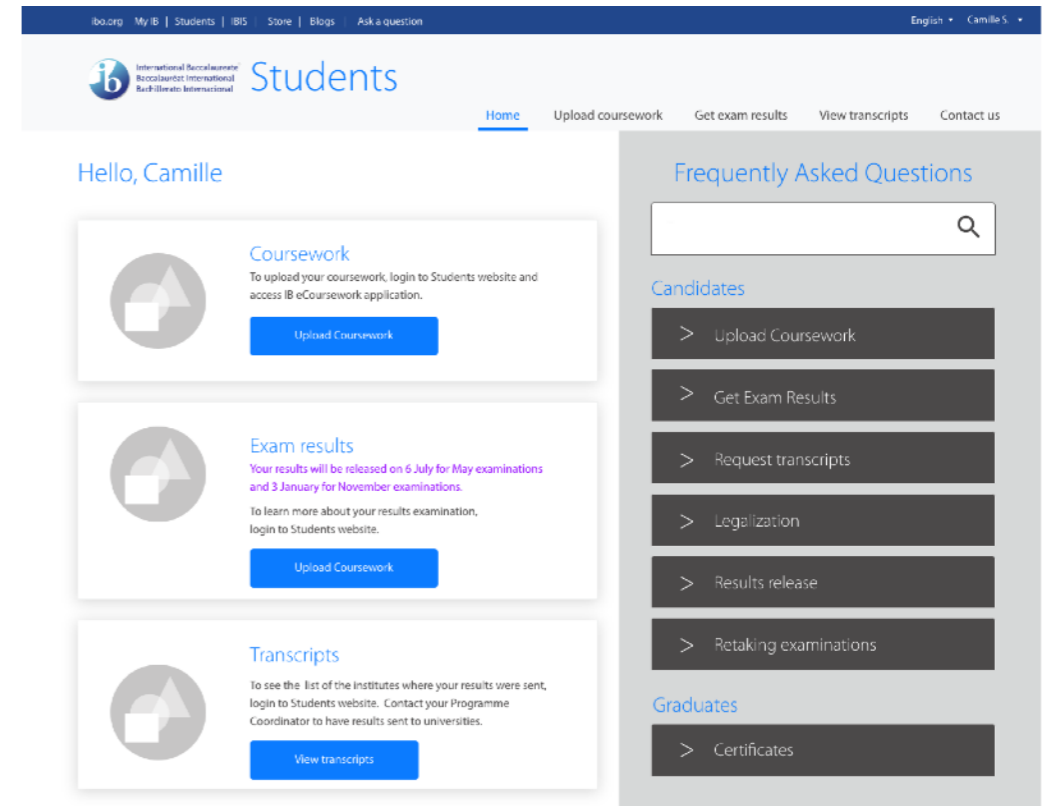 ibo.org My IB | Students | IBIS | Store | Blogs | Ask a question
English Camille S.
International Baccalaureate
Baccalauréat International
Bachillerato Internacional
Students
Home Upload coursework Get exam results View transcripts Contact us
Hello, Camille
Coursework
To upload your coursework, login to Students website and
access IB eCoursework application.
Upload Coursework
Exam results
Your results will be released on 6 July for May examinations
and 3 January for November examinations.
To learn more about your results examination,
login to Students website.
Upload Coursework
Transcripts
To see the list of the institutes where your results were sent,
login to Students website. Contact your Programme
Coordinator to have results sent to universities.
View transcripts
Frequently Asked Questions
Candidates
> Upload Coursework
> Get Exam Results
> Request transcripts
> Legalization
> Results release
> Retaking examinations
Graduates
> Certificates